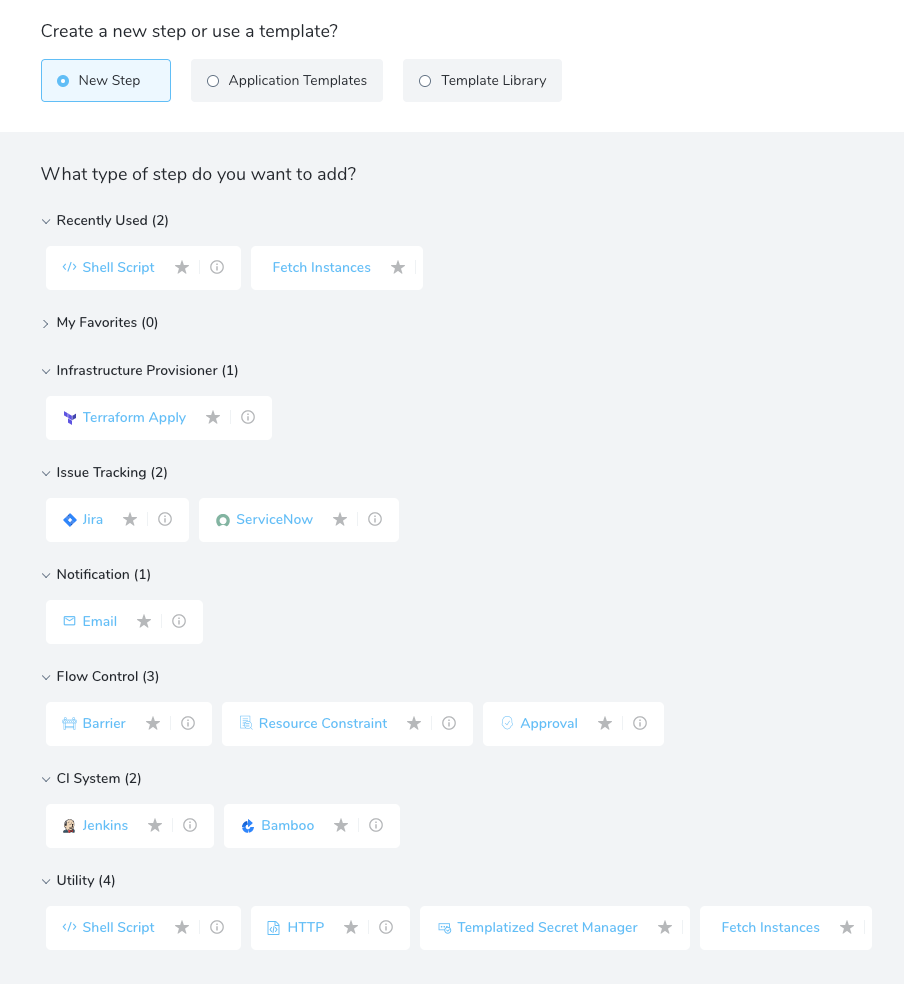 Create a new step or use a template?
New Step Application Templates Template Library
What type of step do you want to add?
Recently Used (2)
Shell Script Fetch Instances
My Favorites (0)
Infrastructure Provisioner (1)
Terraform Apply
Issue Tracking (2)
Jira ServiceNow
Notification (1)
Email
Flow Control (3)
Barrier Resource Constraint Approval
CI System (2)
Jenkins Bamboo
Utility (4)
Shell Script HTTP Templatized Secret Manager Fetch Instances